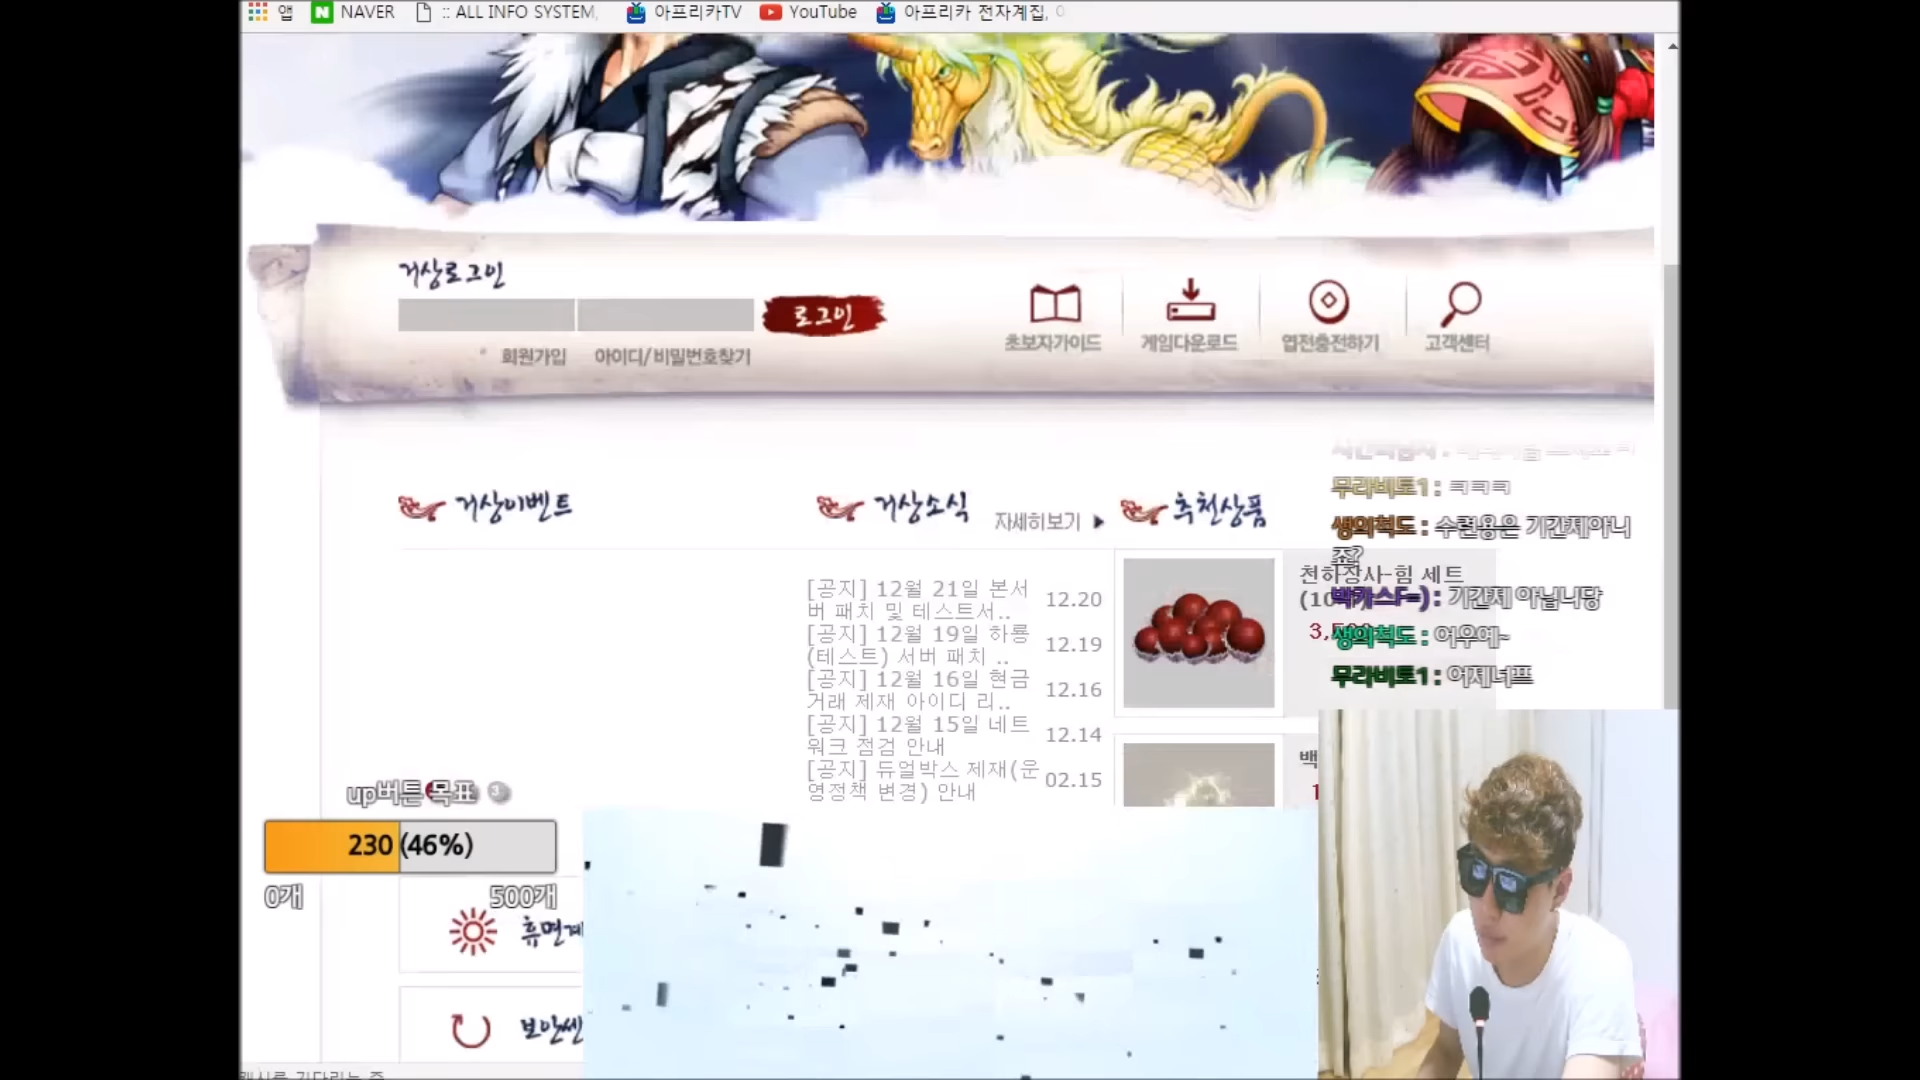 앱 NAVER :: ALL INFO SYSTEM, 아프리카TV YouTube 아프리카 전자계집,
거상로그인
로그인
회원가입 아이디/비밀번호찾기
초보자가이드 게임다운로드 엽전충전하기 고객센터
거상이벤트
거상소식 자세히보기
추천상품
[공지] 12월 21일 본서
버 패치 및 테스트서.. 12.20
[공지] 12월 19일 하룡
(테스트) 서버 패치 .. 12.19
[공지] 12월 16일 현금
거래 제재 아이디 리.. 12.16
[공지] 12월 15일 네트
워크 점검 안내 12.14
[공지] 듀얼박스 제재(운
영정책 변경) 안내 02.15
천하장사-힘 세트
무라비토1 : ㅋㅋㅋ
생의척도 : 수련용은 기간제아니
죠?
박카스F=) : 기간제 아닙니당
생의척도 : 어우예~
무라비토1 : 어제너프
up버튼 목표
230 (46%)
0개 500개
휴면계
보안센